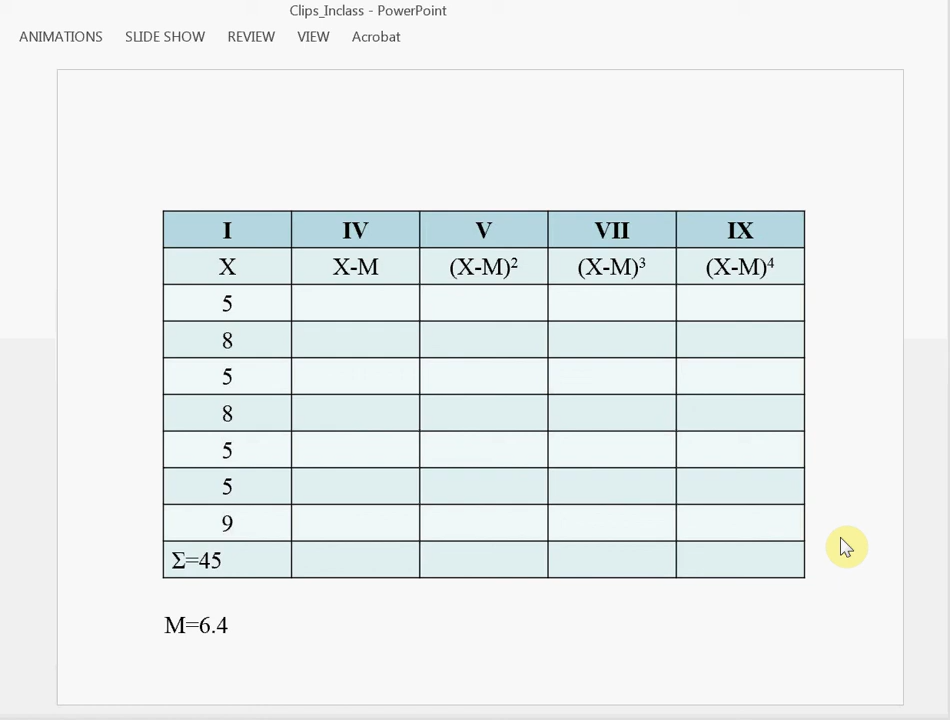 Clips_Inclass - PowerPoint
ANIMATIONS SLIDE SHOW REVIEW VIEW Acrobat
I IV V VII IX
X X-M (X-M)² (X-M)³ (X-M)⁴
5
8
5
8
5
5
9
Σ=45
M=6.4